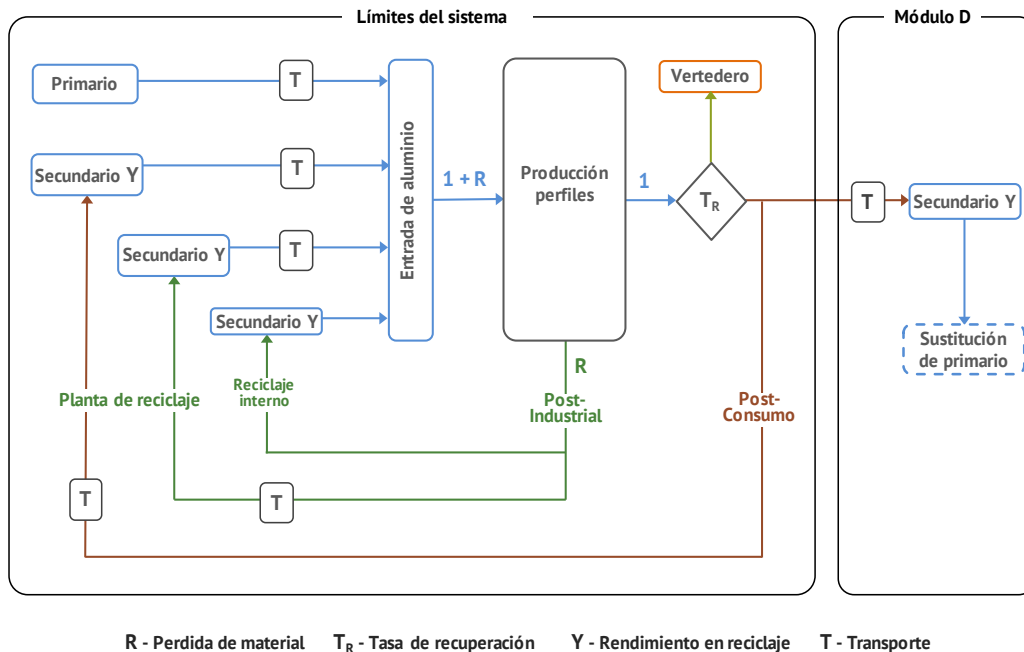 Límites del sistema
Módulo D
Primario
T
Vertedero
Secundario Y
T
Entrada de aluminio
1 + R
Producción
perfiles
1
T_R
T
Secundario Y
Secundario Y
T
Secundario Y
Sustitución
de primario
R
Planta de reciclaje
Reciclaje
interno
Post-
Industrial
Post-
Consumo
T
T
R - Perdida de material
T_R - Tasa de recuperación
Y - Rendimiento en reciclaje
T - Transporte